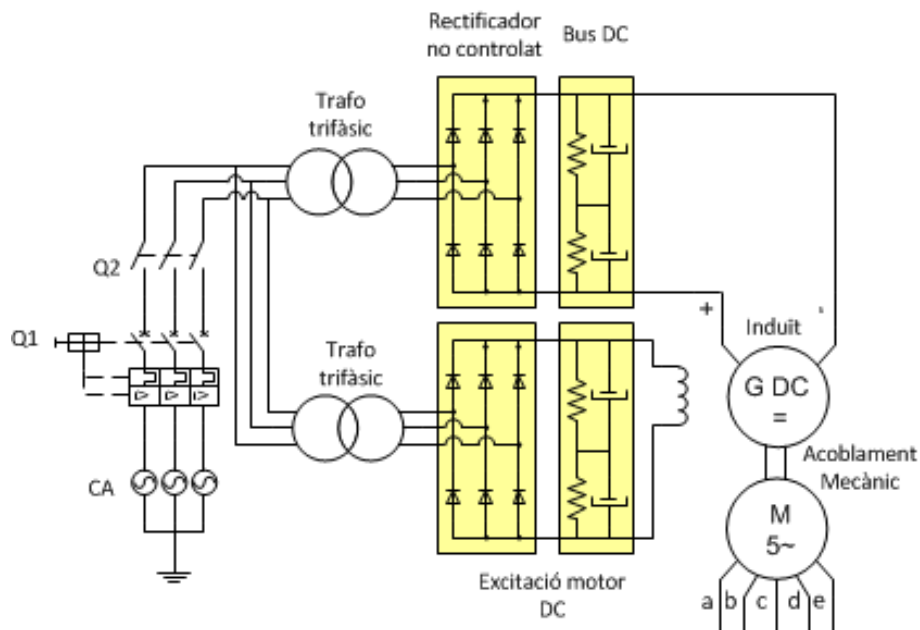 Rectificador
no controlat
Bus DC
Trafo
trifàsic
Q2
Q1
+
-
Induït
G DC
=
Trafo
trifàsic
Acoblament
Mecànic
CA
M
5~
Excitació motor
DC
a b c d e